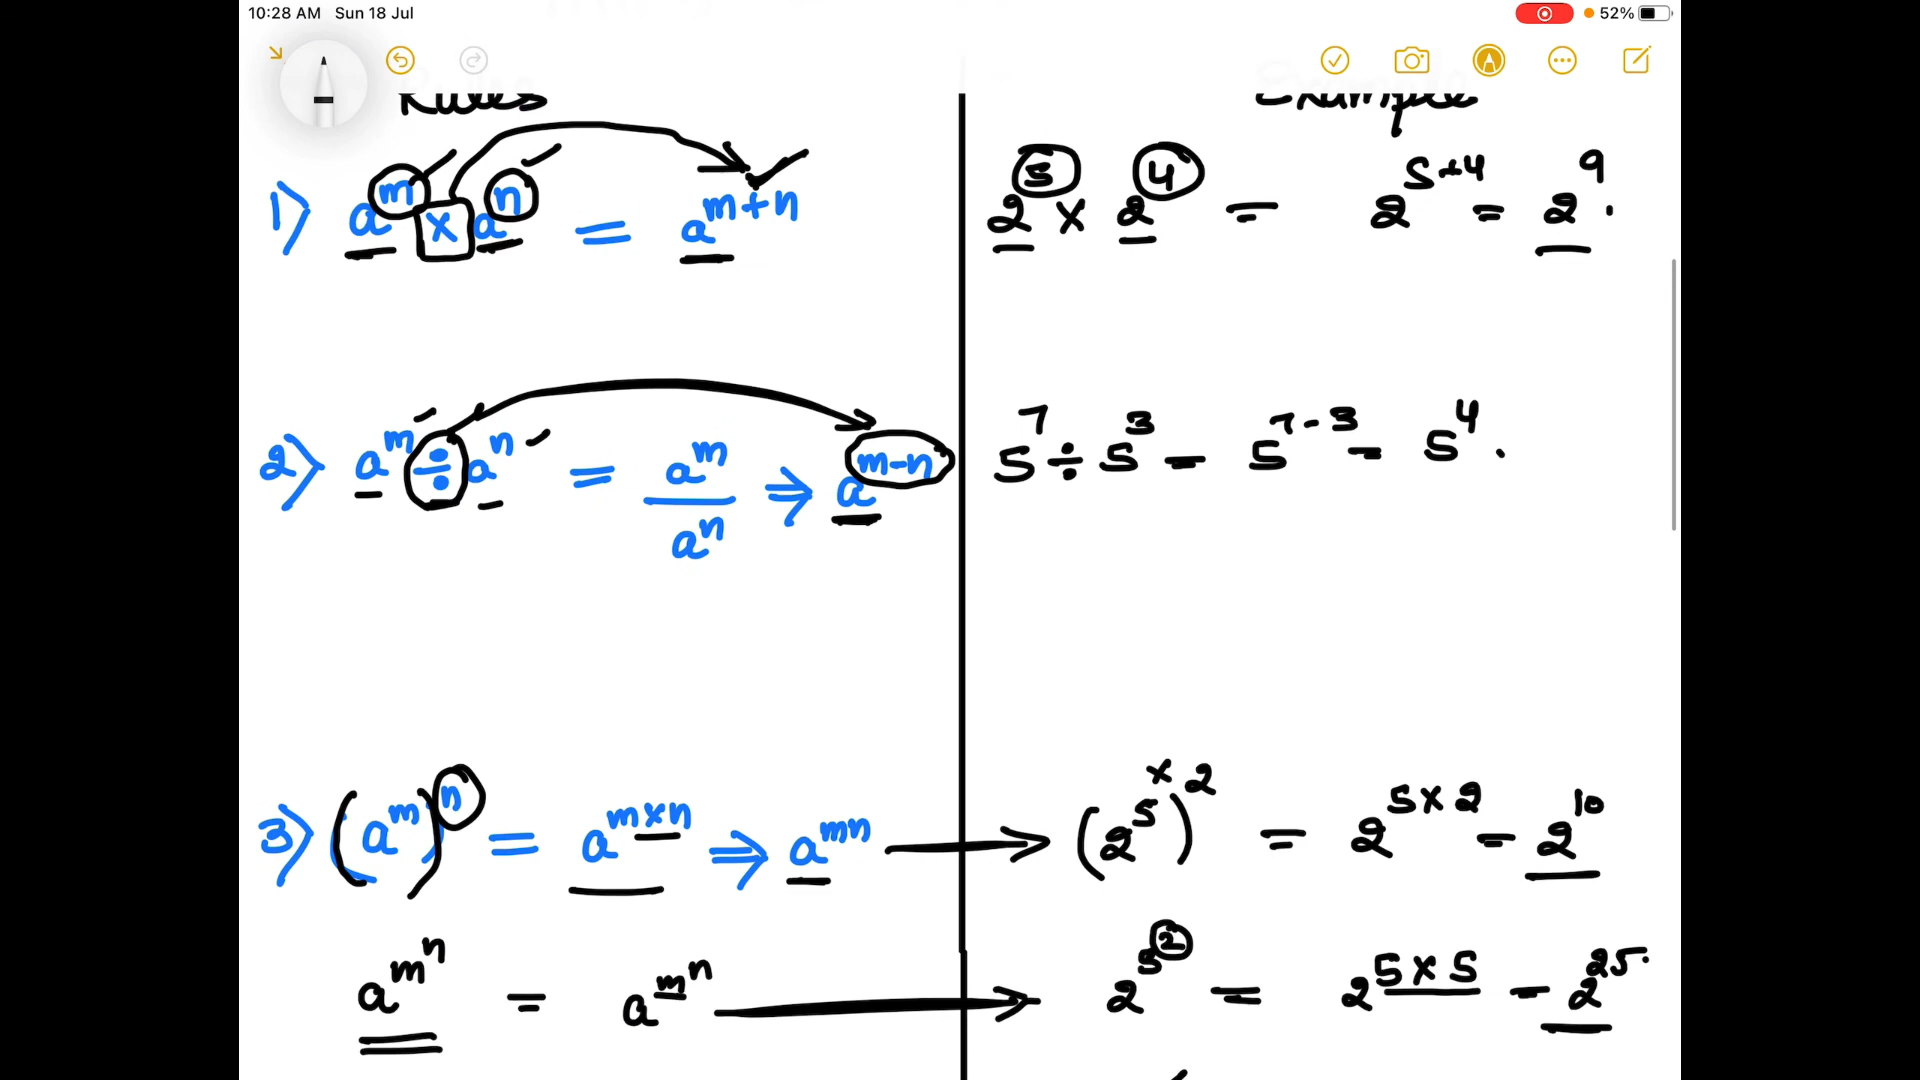 10:28 AM Sun 18 Jul 52%
Rules Example
1) a^m × a^n = a^{m+n} 2^5 × 2^4 = 2^{5+4} = 2^9.
2) a^m ÷ a^n = a^m/a^n ⇒ a^{m-n} 5^7 ÷ 5^3 = 5^{7-3} = 5^4.
3) (a^m)^n = a^{m×n} ⇒ a^{mn} → (2^5)^{×2} = 2^{5×2} = 2^{10}
a^{m^n} = a^{m^n} → 2^{5^2} = 2^{5×5} = 2^{25}.